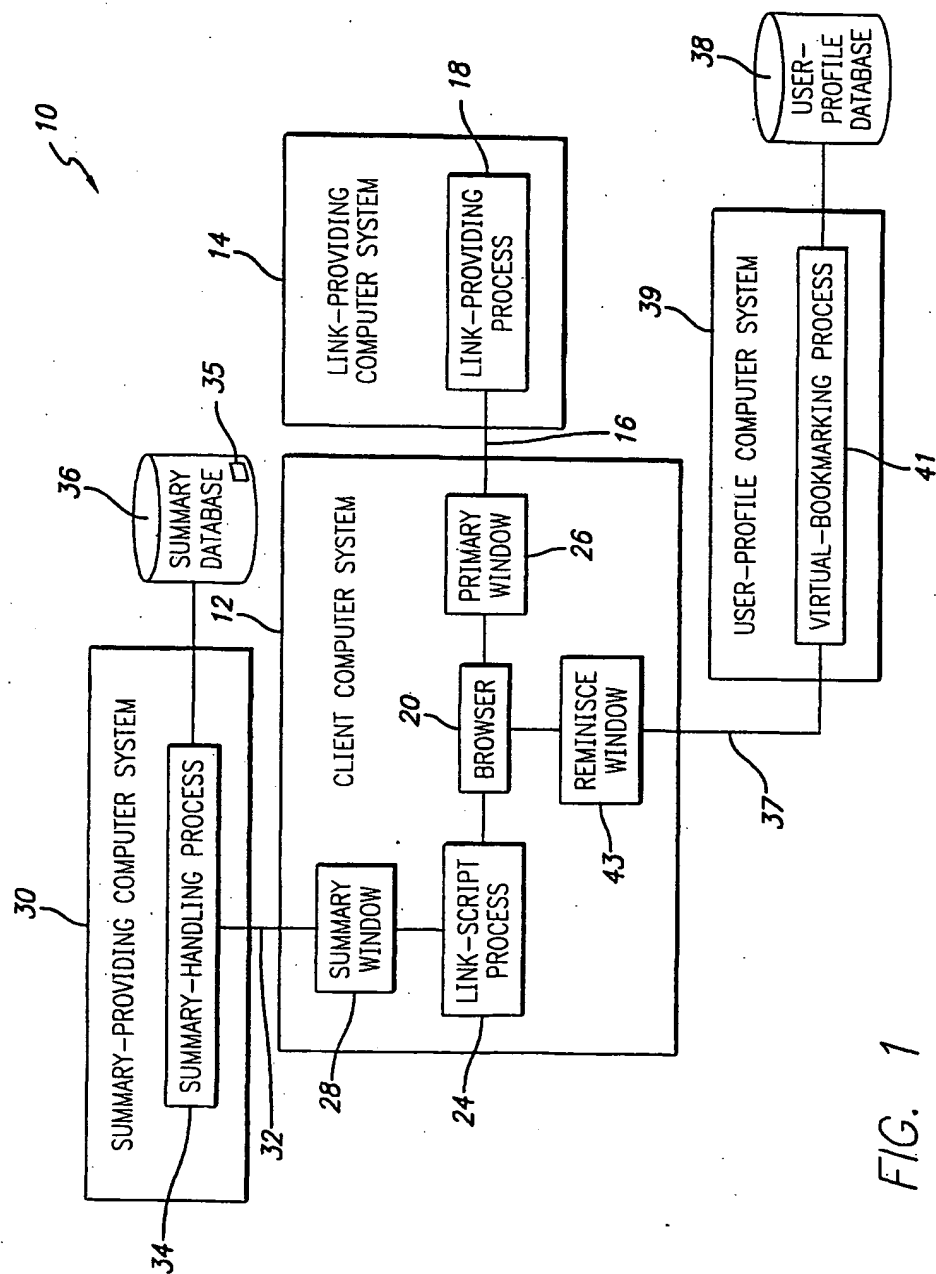 10
30
SUMMARY-PROVIDING COMPUTER SYSTEM
34
SUMMARY-HANDLING PROCESS
36
SUMMARY
DATABASE
35
32
12
CLIENT COMPUTER SYSTEM
28
SUMMARY
WINDOW
24
LINK-SCRIPT
PROCESS
20
BROWSER
26
PRIMARY
WINDOW
43
REMINISCE
WINDOW
14
LINK-PROVIDING
COMPUTER SYSTEM
18
LINK-PROVIDING
PROCESS
16
37
39
USER-PROFILE COMPUTER SYSTEM
VIRTUAL-BOOKMARKING PROCESS
41
38
USER-
PROFILE
DATABASE
FIG. 1